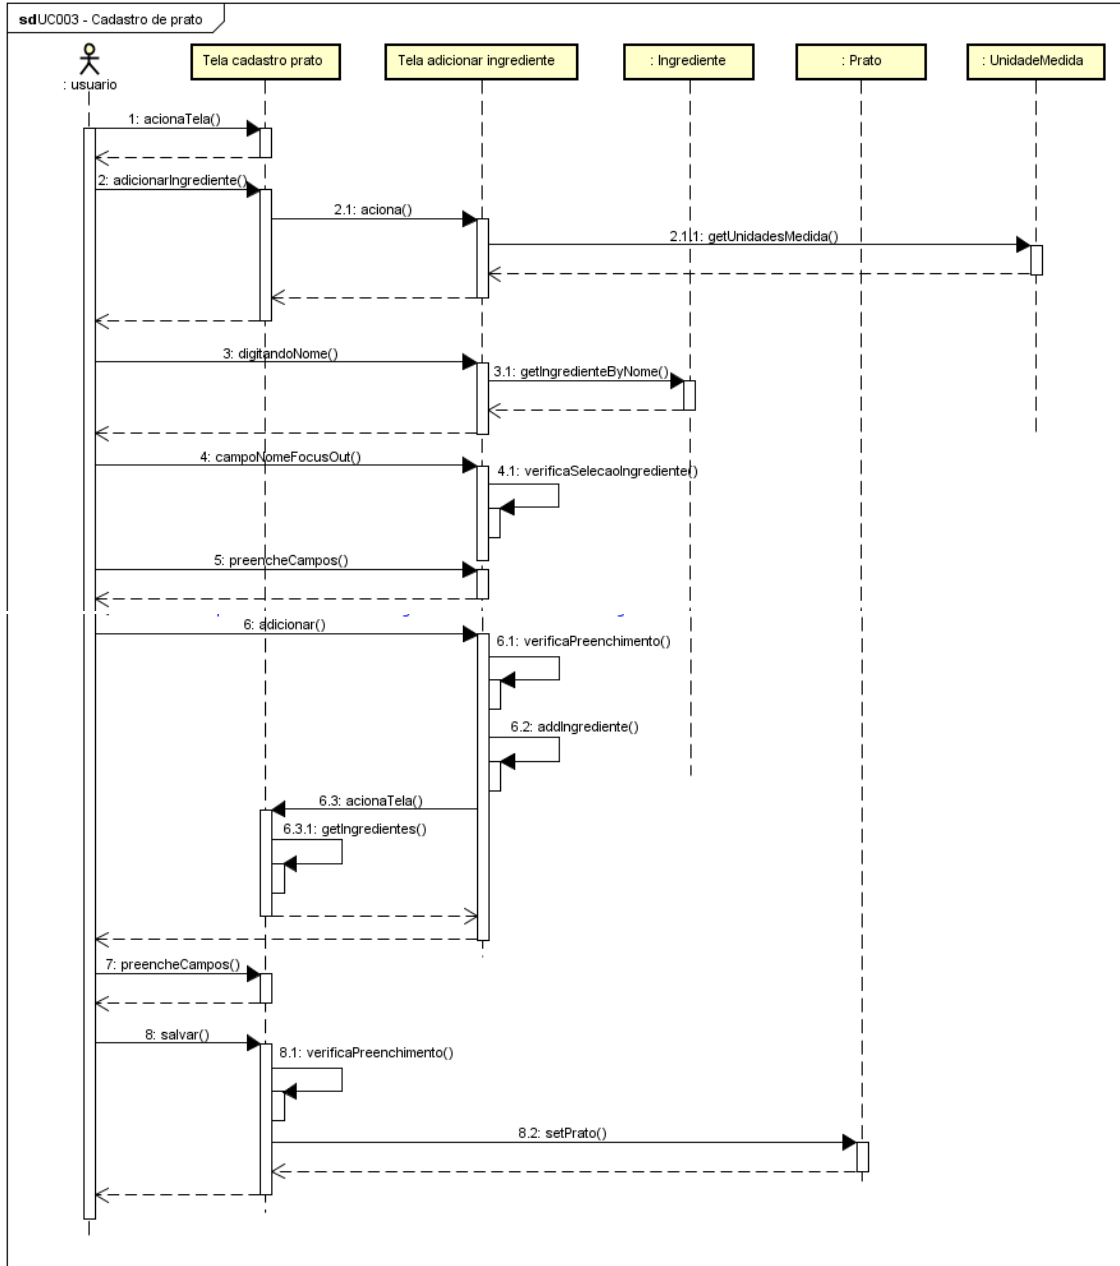 sd UC003 - Cadastro de prato
: usuario
Tela cadastro prato
Tela adicionar ingrediente
: Ingrediente
: Prato
: UnidadeMedida
1: acionaTela()
2: adicionarIngrediente()
2.1: aciona()
2.1.1: getUnidadesMedida()
3: digitandoNome()
3.1: getIngredienteByNome()
4: campoNomeFocusOut()
4.1: verificaSelecaoIngrediente()
5: preencheCampos()
6: adicionar()
6.1: verificaPreenchimento()
6.2: addIngrediente()
6.3: acionaTela()
6.3.1: getIngredientes()
7: preencheCampos()
8: salvar()
8.1: verificaPreenchimento()
8.2: setPrato()